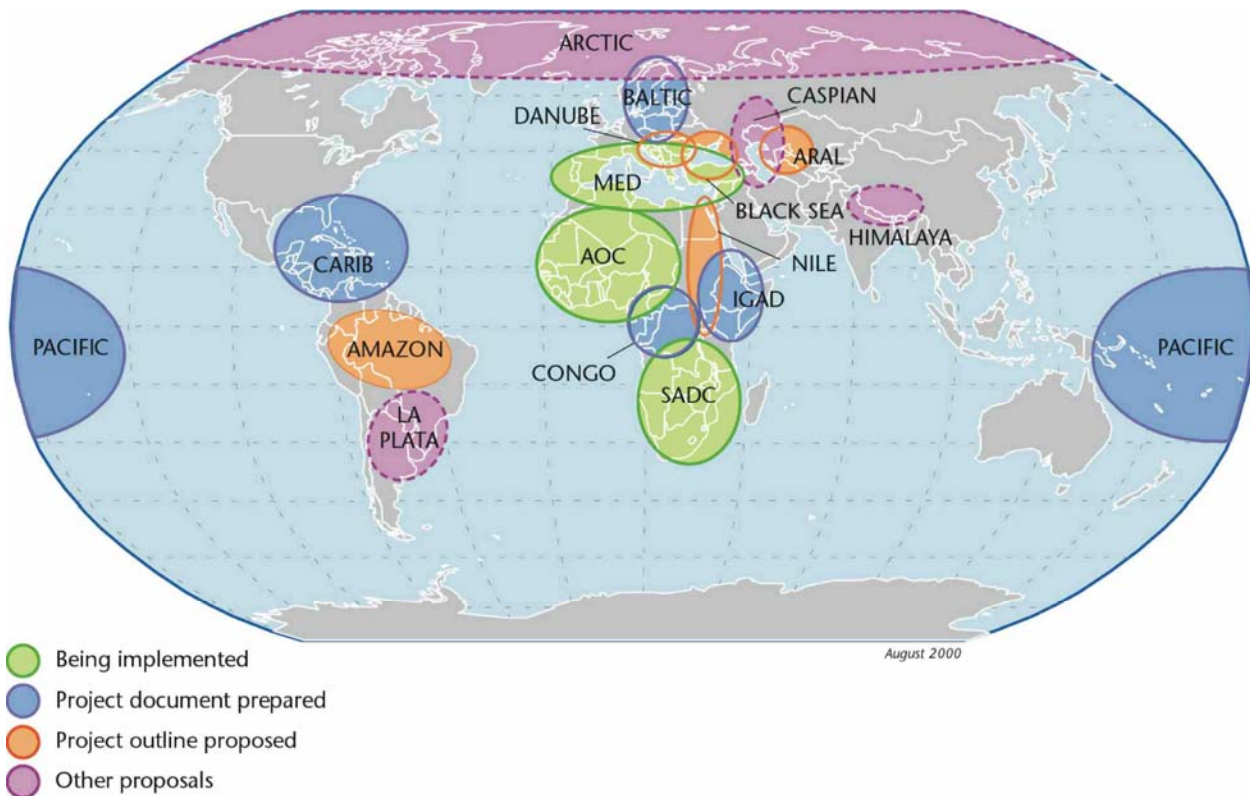 ARCTIC
BALTIC
CASPIAN
DANUBE
ARAL
MED
BLACK SEA
HIMALAYA
AOC
NILE
CARIB
IGAD
PACIFIC
AMAZON
PACIFIC
CONGO
SADC
LA
PLATA
August 2000
Being implemented
Project document prepared
Project outline proposed
Other proposals